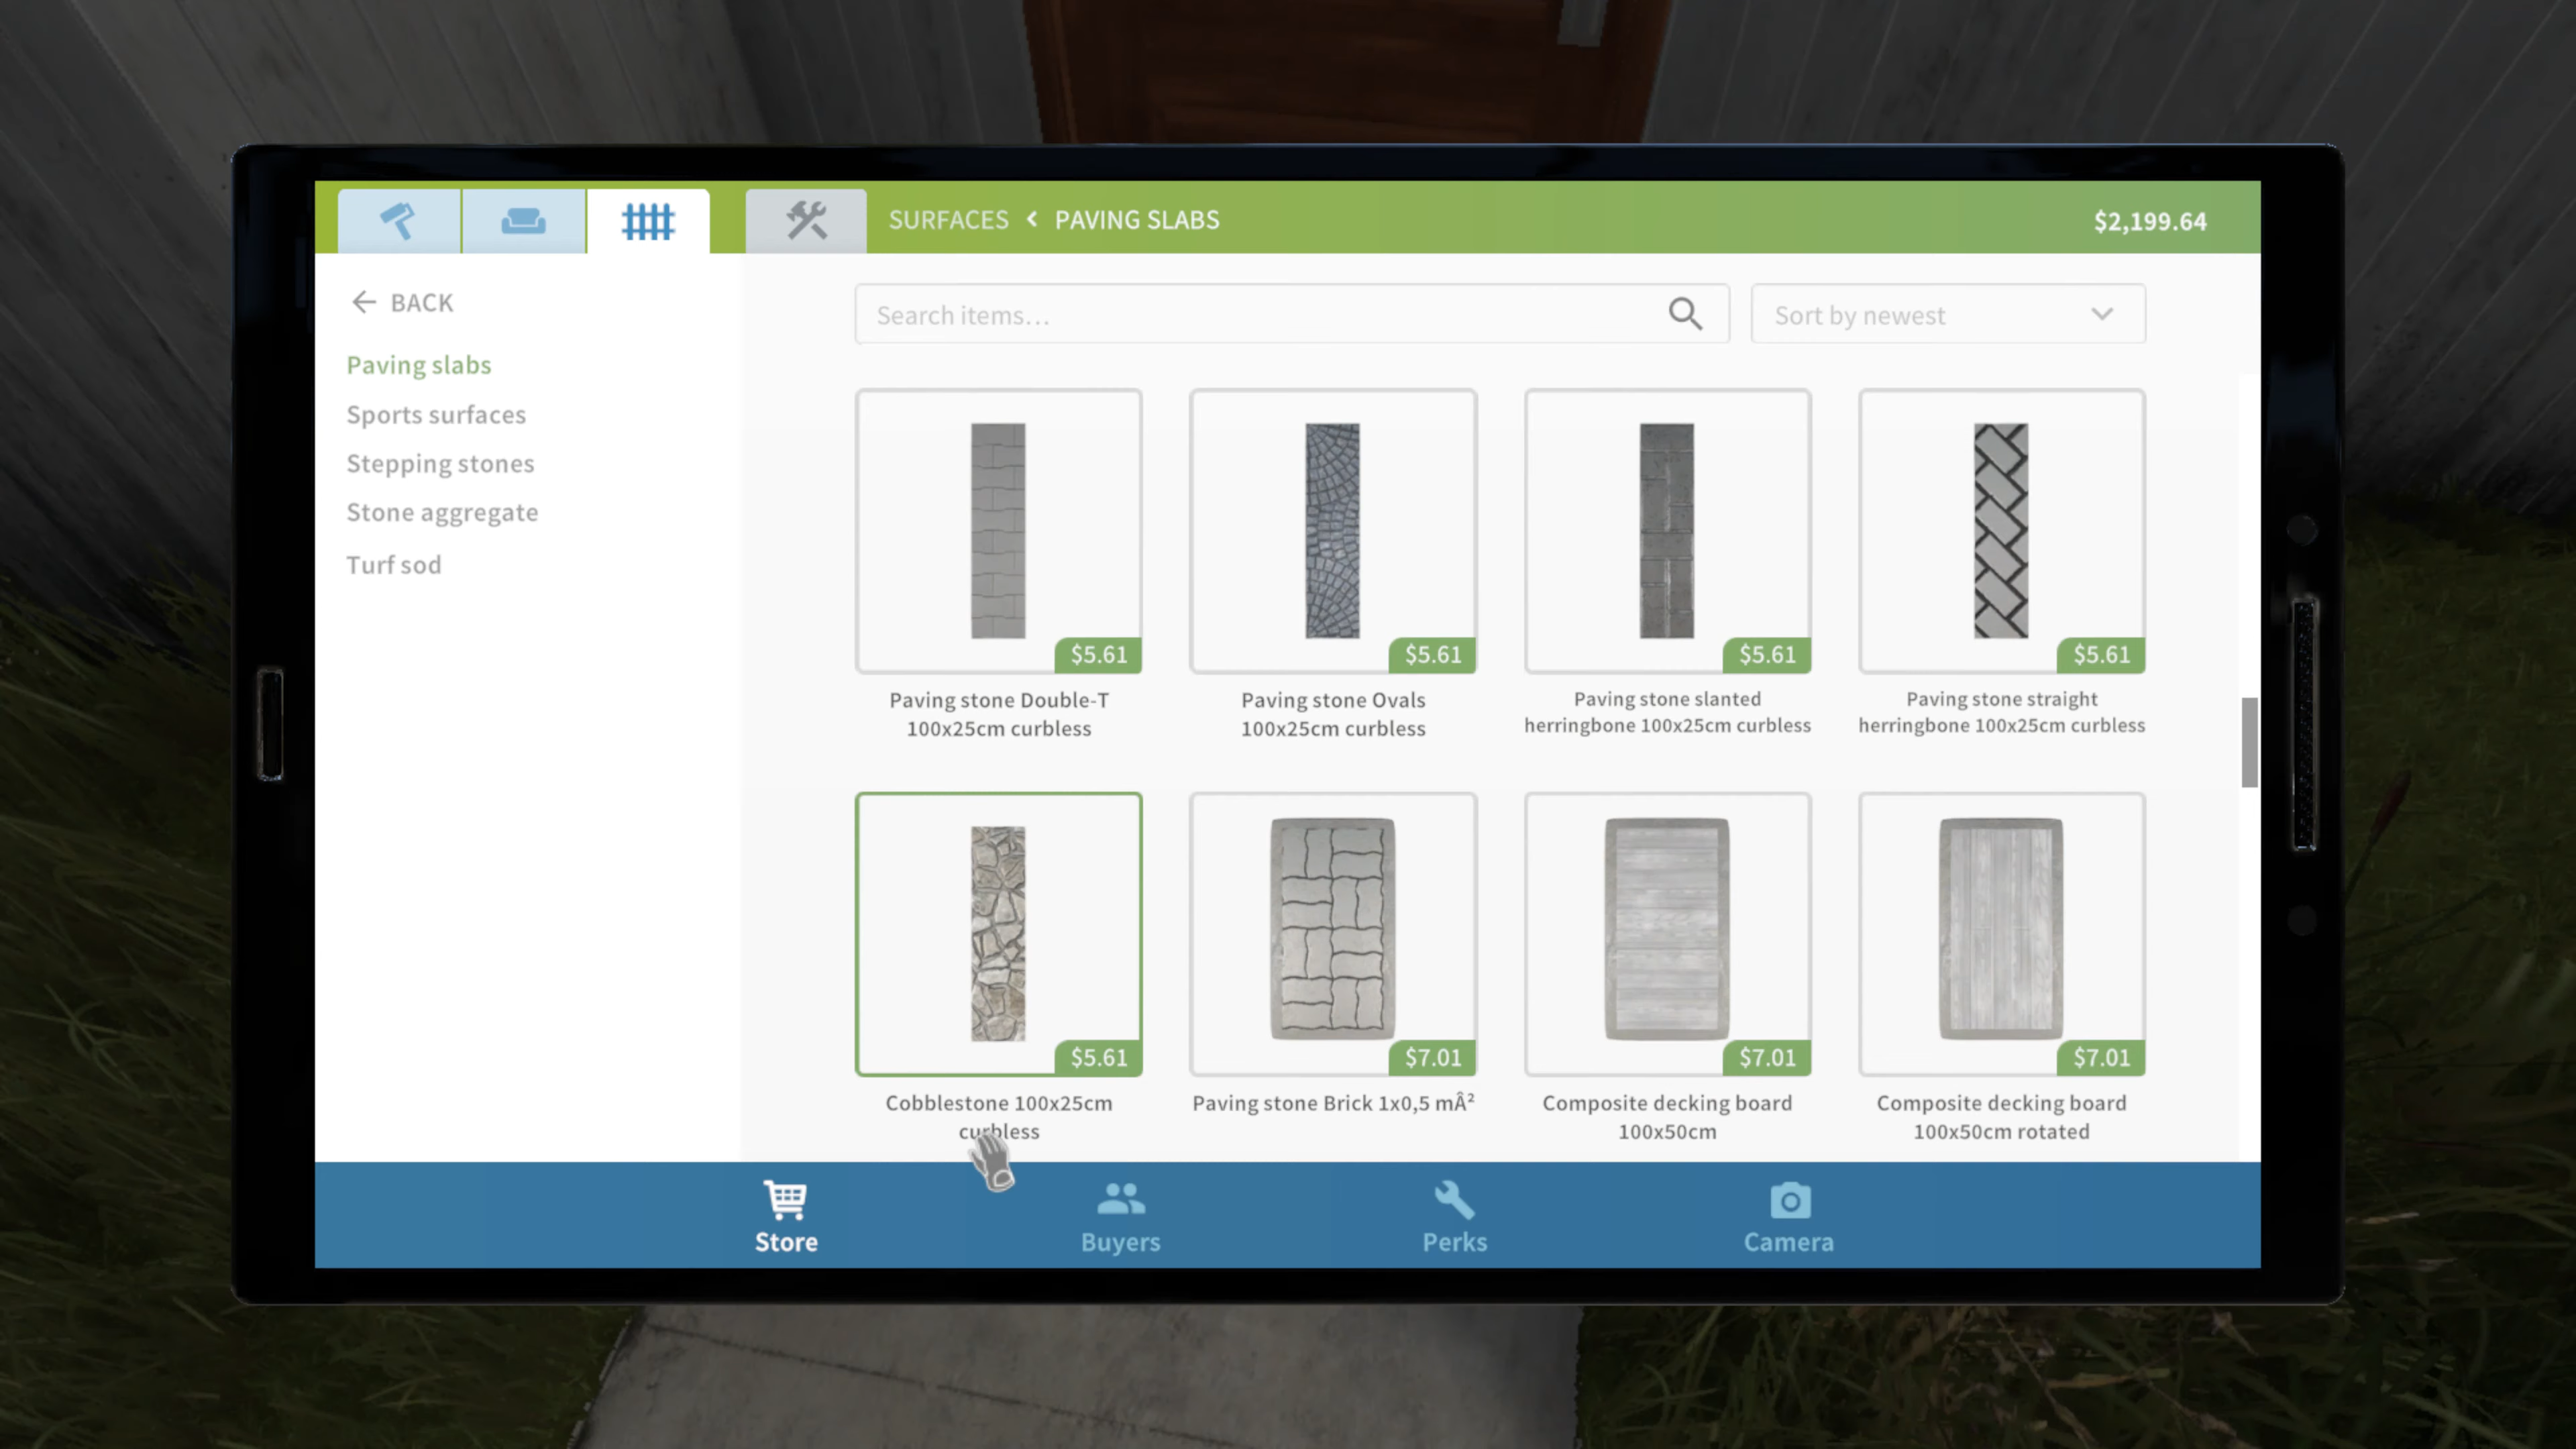 SURFACES < PAVING SLABS
$2,199.64
BACK
Search items...
Sort by newest
Paving slabs
Sports surfaces
Stepping stones
Stone aggregate
Turf sod
$5.61
$5.61
$5.61
$5.61
Paving stone Double-T
100x25cm curbless
Paving stone Ovals
100x25cm curbless
Paving stone slanted
herringbone 100x25cm curbless
Paving stone straight
herringbone 100x25cm curbless
$5.61
$7.01
$7.01
$7.01
Cobblestone 100x25cm
curbless
Paving stone Brick 1x0,5 mÂ²
Composite decking board
100x50cm
Composite decking board
100x50cm rotated
Store
Buyers
Perks
Camera